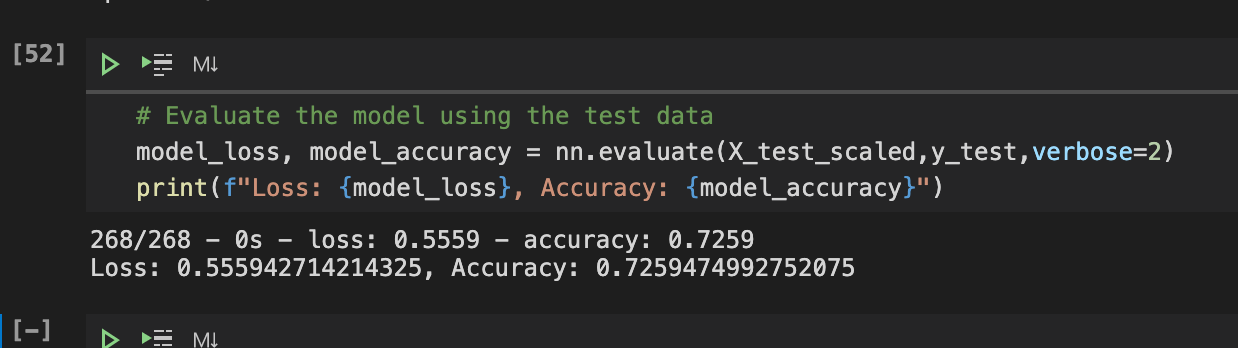 [52]
M↓
# Evaluate the model using the test data
model_loss, model_accuracy = nn.evaluate(X_test_scaled,y_test,verbose=2)
print(f"Loss: {model_loss}, Accuracy: {model_accuracy}")
268/268 - 0s - loss: 0.5559 - accuracy: 0.7259
Loss: 0.555942714214325, Accuracy: 0.7259474992752075
[-]
M↓